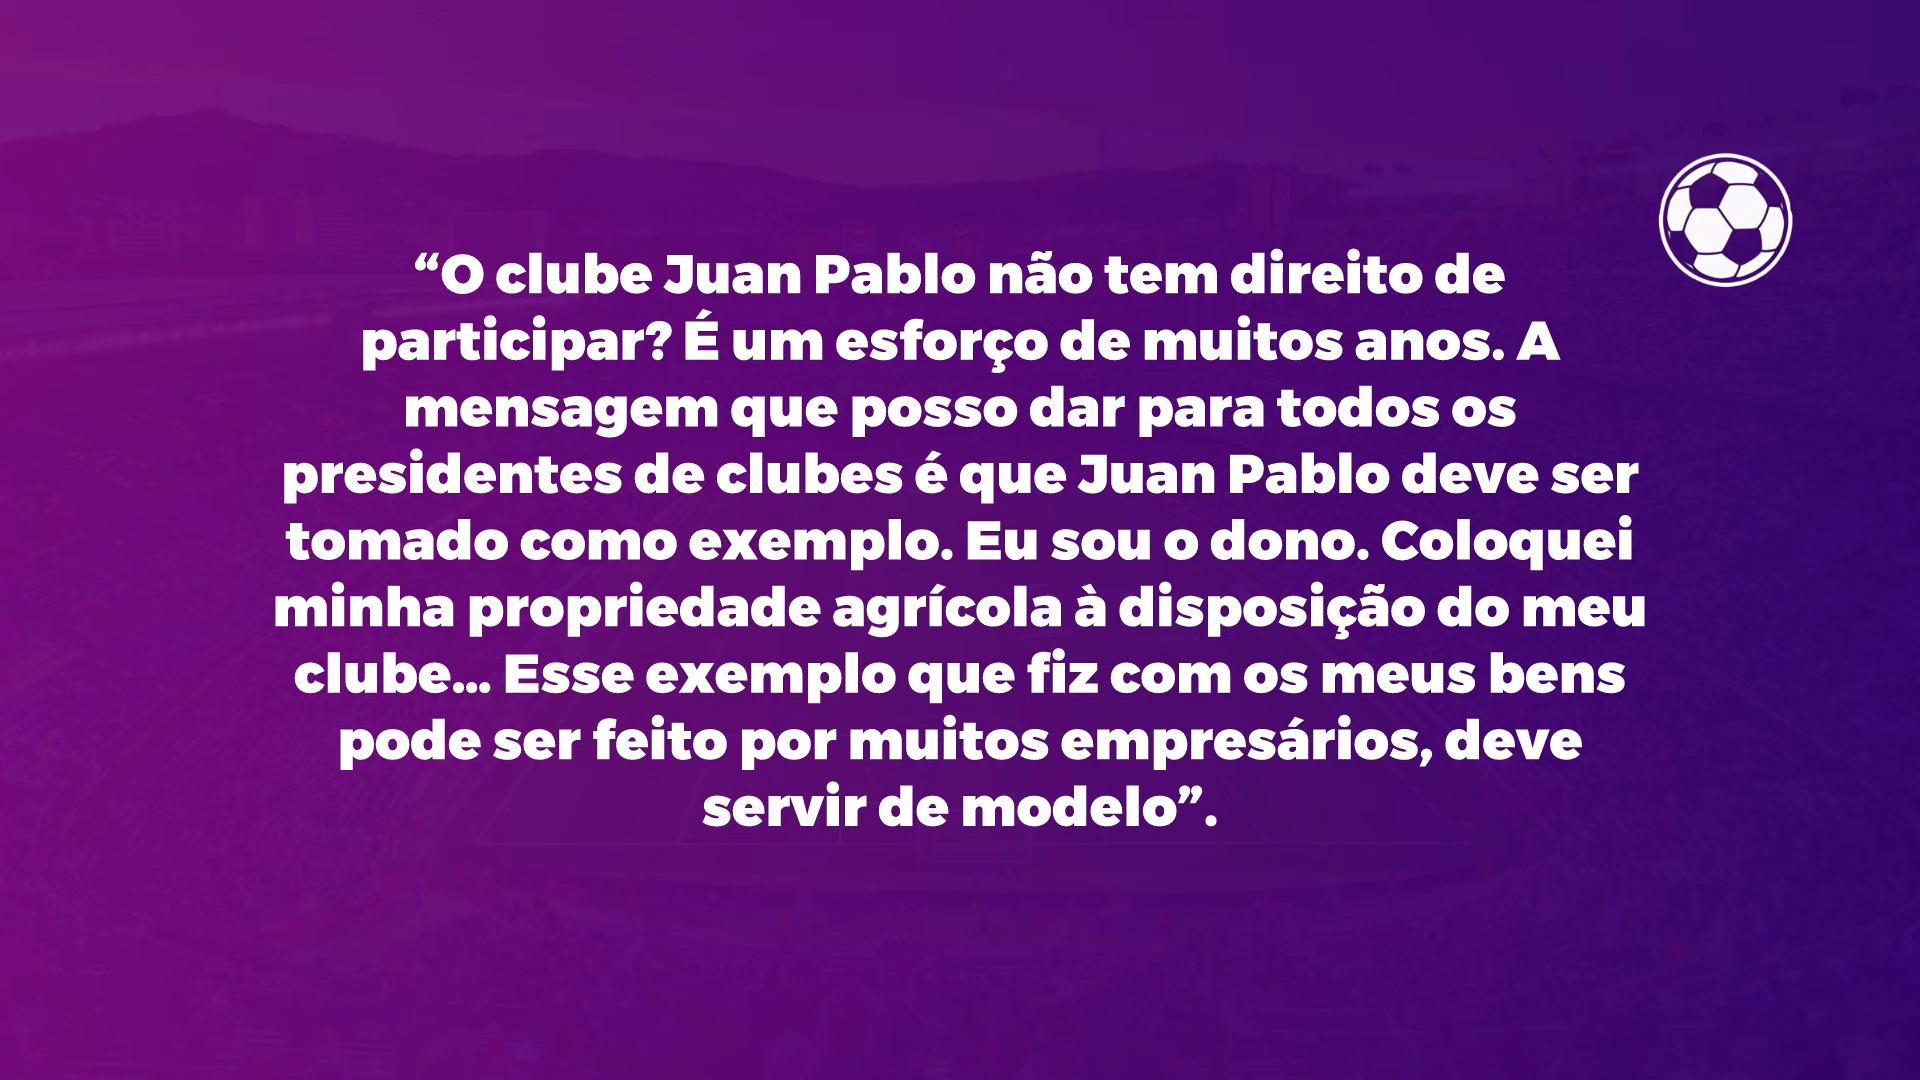 “O clube Juan Pablo não tem direito de
participar? É um esforço de muitos anos. A
mensagem que posso dar para todos os
presidentes de clubes é que Juan Pablo deve ser
tomado como exemplo. Eu sou o dono. Coloquei
minha propriedade agrícola à disposição do meu
clube... Esse exemplo que fiz com os meus bens
pode ser feito por muitos empresários, deve
servir de modelo”.